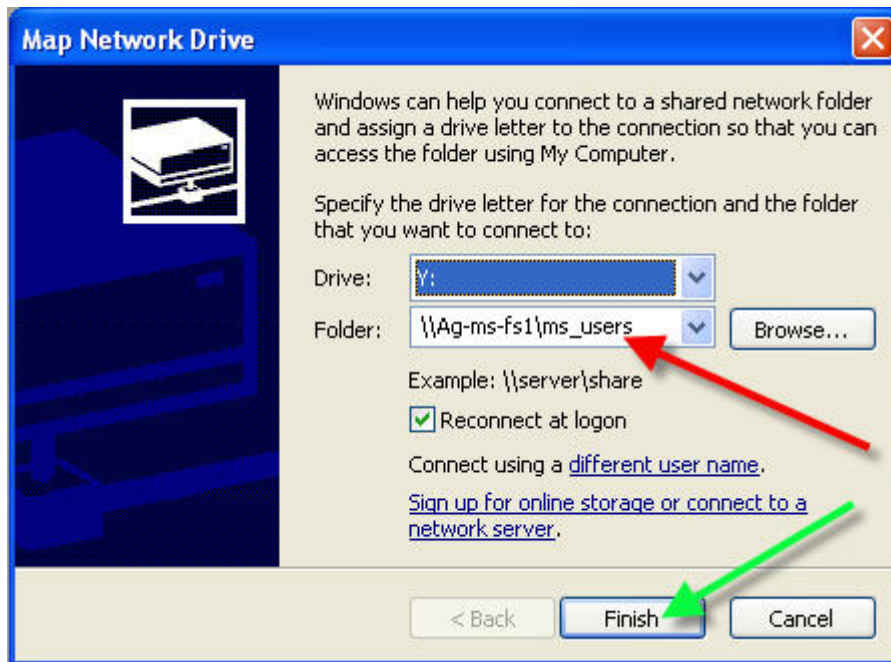 Map Network Drive
Windows can help you connect to a shared network folder
and assign a drive letter to the connection so that you can
access the folder using My Computer.
Specify the drive letter for the connection and the folder
that you want to connect to:
Drive: Y:
Folder: \\Ag-ms-fs1\ms_users Browse...
Example: \\server\share
Reconnect at logon
Connect using a different user name.
Sign up for online storage or connect to a
network server.
< Back Finish Cancel